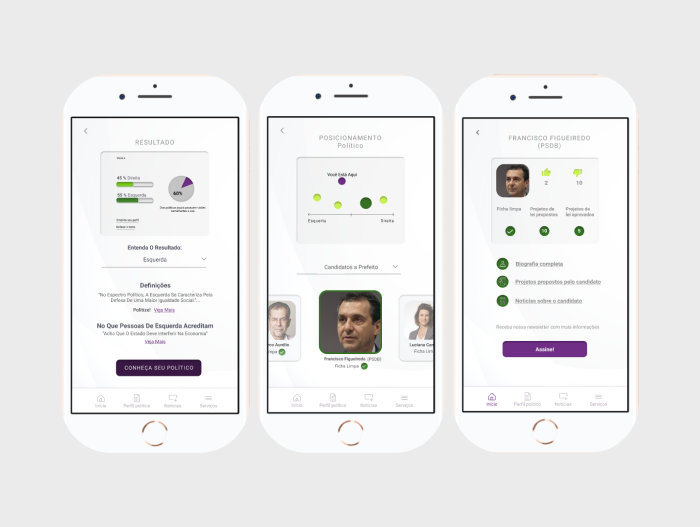 RESULTADO
45 % Direita
55 % Esquerda
60%
Entenda O Resultado:
Esquerda
Definições
"No Espectro Político, A Esquerda Se Caracteriza Pela
Defesa De Uma Maior Igualdade Social."...
Politize! Veja Mais
No Que Pessoas De Esquerda Acreditam
"Acho Que O Estado Deve Interferir Na Economia"
Veja Mais
CONHEÇA SEU POLÍTICO
Início
Perfil político
Notícias
Serviços
POSICIONAMENTO
Político
Você Está Aqui
Esquerda
Direita
Candidatos a Prefeito
Aurélio
Limpa
Francisco Figueiredo (PSDB)
Ficha Limpa
Luciana
Ficha
Início
Perfil político
Notícias
Serviços
FRANCISCO FIGUEIREDO
(PSDB)
2
10
Ficha limpa
Projetos de
lei propostos
Projetos de
lei aprovados
10
Biografia completa
Projetos propostos pelo candidato
Notícias sobre o candidato
Receba nossa newsletter com mais informações
Assine!
Início
Perfil político
Notícias
Serviços